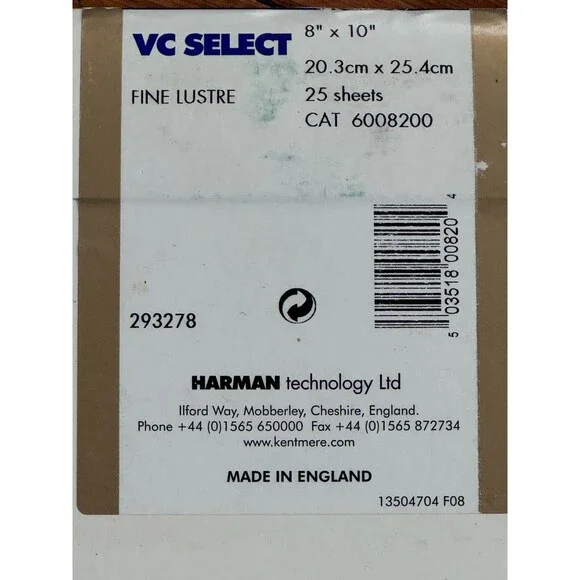 VC SELECT
8" x 10"
20.3cm x 25.4cm
FINE LUSTRE
25 sheets
CAT 6008200
5 03518 00820 4
293278
HARMAN technology Ltd
Ilford Way, Mobberley, Cheshire, England.
Phone +44 (0)1565 650000 Fax +44 (0)1565 872734
www.kentmere.com
MADE IN ENGLAND
13504704 F08